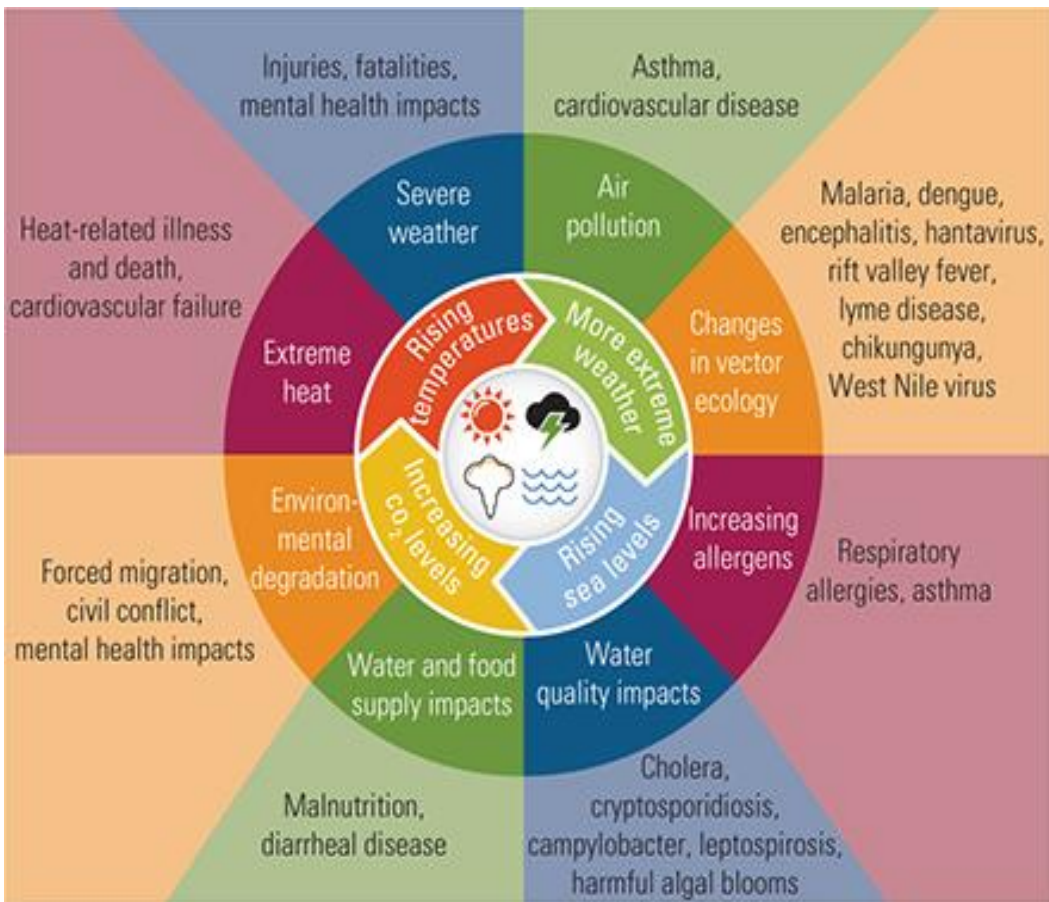 Injuries, fatalities,
mental health impacts
Asthma,
cardiovascular disease
Severe
weather
Air
pollution
Heat-related illness
and death,
cardiovascular failure
Malaria, dengue,
encephalitis, hantavirus,
rift valley fever,
lyme disease,
chikungunya,
West Nile virus
Extreme
heat
Changes
in vector
ecology
Rising
temperatures
More extreme
weather
Increasing
co₂ levels
Rising
sea levels
Environ-
mental
degradation
Increasing
allergens
Forced migration,
civil conflict,
mental health impacts
Respiratory
allergies, asthma
Water and food
supply impacts
Water
quality impacts
Malnutrition,
diarrheal disease
Cholera,
cryptosporidiosis,
campylobacter, leptospirosis,
harmful algal blooms